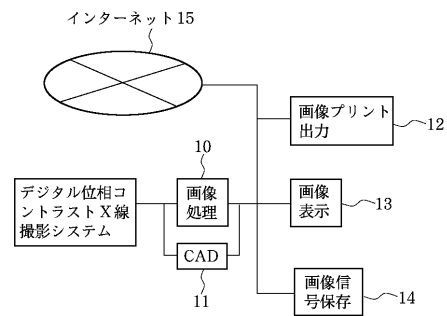 インターネット15
画像プリント
出力
12
10
デジタル位相コ
ントラストX線
撮影システム
画像
処理
画像
表示
13
CAD
11
画像信
号保存
14